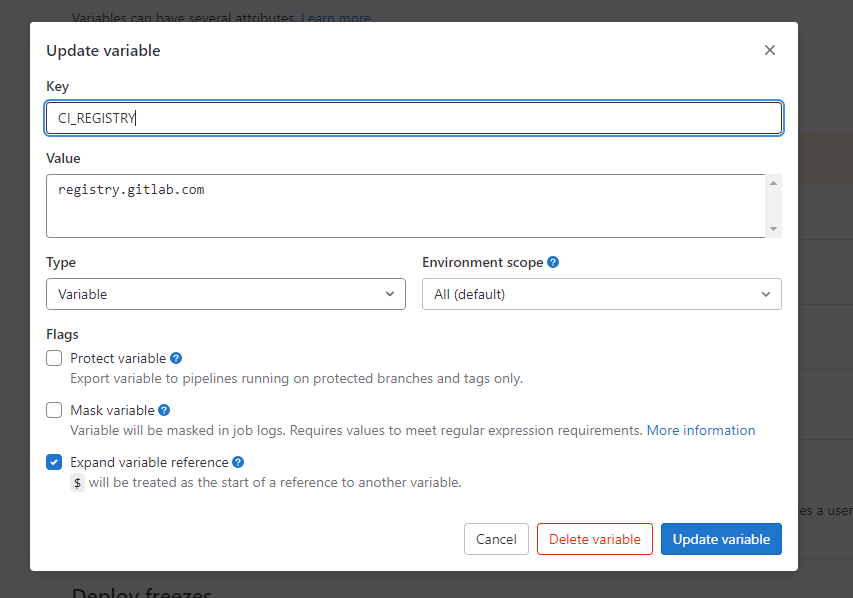 Variables can have several attributes. Learn more.
Update variable
Key
CI_REGISTRY
Value
registry.gitlab.com
Type
Environment scope
Variable
All (default)
Flags
Protect variable
Export variable to pipelines running on protected branches and tags only.
Mask variable
Variable will be masked in job logs. Requires values to meet regular expression requirements. More information
Expand variable reference
$ will be treated as the start of a reference to another variable.
es a user
Cancel
Delete variable
Update variable
Deploy freezes